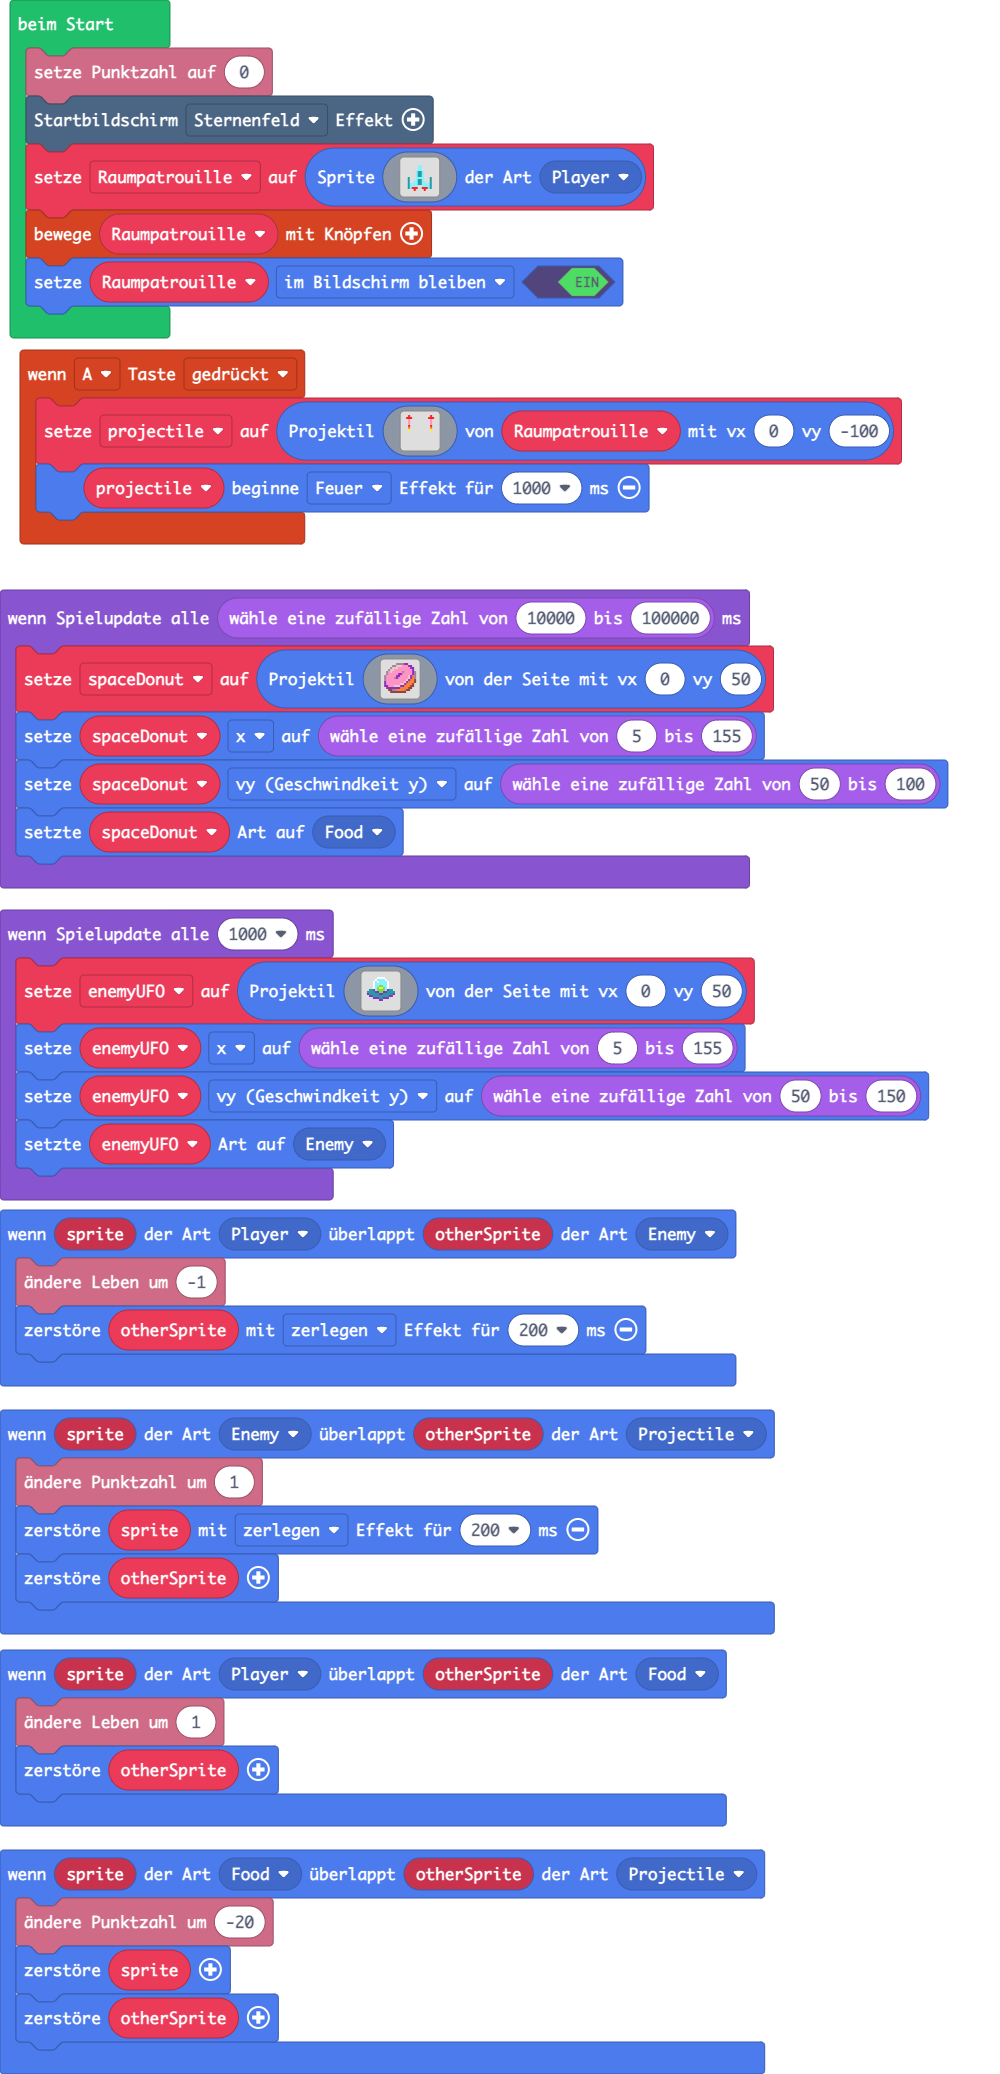 beim Start
setze Punktzahl auf 0
Startbildschirm Sternenfeld Effekt
setze Raumpatrouille auf Sprite der Art Player
bewege Raumpatrouille mit Knöpfen
setze Raumpatrouille im Bildschirm bleiben EIN
wenn A Taste gedrückt
setze projectile auf Projektil von Raumpatrouille mit vx 0 vy -100
projectile beginne Feuer Effekt für 1000 ms
wenn Spielupdate alle wähle eine zufällige Zahl von 10000 bis 100000 ms
setze spaceDonut auf Projektil von der Seite mit vx 0 vy 50
setze spaceDonut x auf wähle eine zufällige Zahl von 5 bis 155
setze spaceDonut vy (Geschwindkeit y) auf wähle eine zufällige Zahl von 50 bis 100
setzte spaceDonut Art auf Food
wenn Spielupdate alle 1000 ms
setze enemyUFO auf Projektil von der Seite mit vx 0 vy 50
setze enemyUFO x auf wähle eine zufällige Zahl von 5 bis 155
setze enemyUFO vy (Geschwindkeit y) auf wähle eine zufällige Zahl von 50 bis 150
setzte enemyUFO Art auf Enemy
wenn sprite der Art Player überlappt otherSprite der Art Enemy
ändere Leben um -1
zerstöre otherSprite mit zerlegen Effekt für 200 ms
wenn sprite der Art Enemy überlappt otherSprite der Art Projectile
ändere Punktzahl um 1
zerstöre sprite mit zerlegen Effekt für 200 ms
zerstöre otherSprite
wenn sprite der Art Player überlappt otherSprite der Art Food
ändere Leben um 1
zerstöre otherSprite
wenn sprite der Art Food überlappt otherSprite der Art Projectile
ändere Punktzahl um -20
zerstöre sprite
zerstöre otherSprite